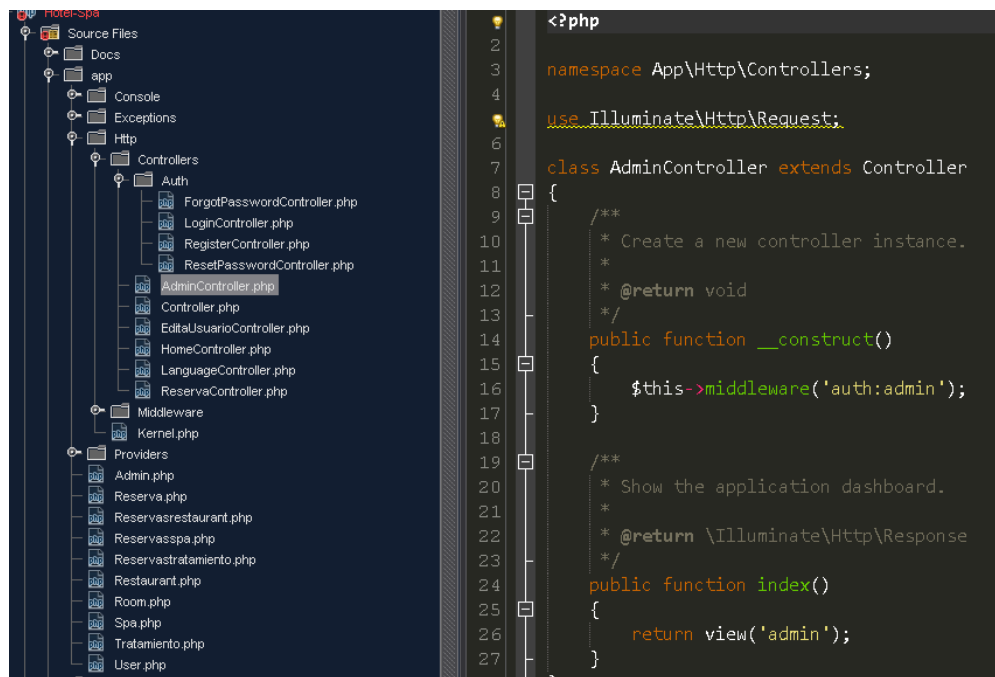 Hotel-Spa
Source Files
Docs
app
Console
Exceptions
Http
Controllers
Auth
ForgotPasswordController.php
LoginController.php
RegisterController.php
ResetPasswordController.php
AdminController.php
Controller.php
EditaUsuarioController.php
HomeController.php
LanguageController.php
ReservaController.php
Middleware
Kernel.php
Providers
Admin.php
Reserva.php
Reservasrestaurant.php
Reservasspa.php
Reservastratamiento.php
Restaurant.php
Room.php
Spa.php
Tratamiento.php
User.php
<?php
2
3 namespace App\Http\Controllers;
4
use Illuminate\Http\Request;
6
7 class AdminController extends Controller
8 {
9 /**
10 * Create a new controller instance.
11 *
12 * @return void
13 */
14 public function __construct()
15 {
16 $this->middleware('auth:admin');
17 }
18
19 /**
20 * Show the application dashboard.
21 *
22 * @return \Illuminate\Http\Response
23 */
24 public function index()
25 {
26 return view('admin');
27 }